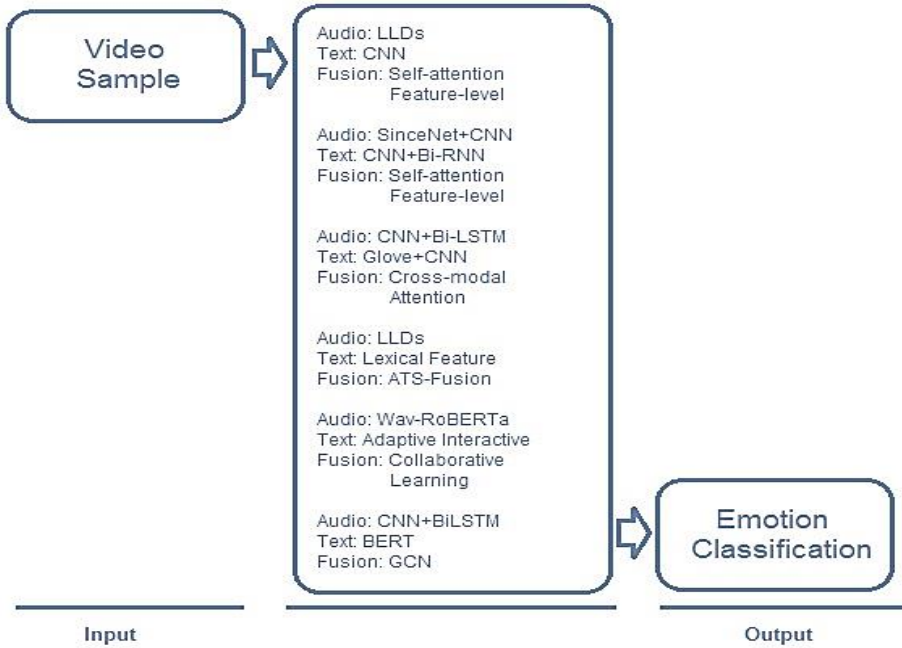 Video
Sample
Audio: LLDs
Text: CNN
Fusion: Self-attention
Feature-level
Audio: SinceNet+CNN
Text: CNN+Bi-RNN
Fusion: Self-attention
Feature-level
Audio: CNN+Bi-LSTM
Text: Glove+CNN
Fusion: Cross-modal
Attention
Audio: LLDs
Text: Lexical Feature
Fusion: ATS-Fusion
Audio: Wav-RoBERTa
Text: Adaptive Interactive
Fusion: Collaborative
Learning
Audio: CNN+BiLSTM
Text: BERT
Fusion: GCN
Emotion
Classification
Input
Output